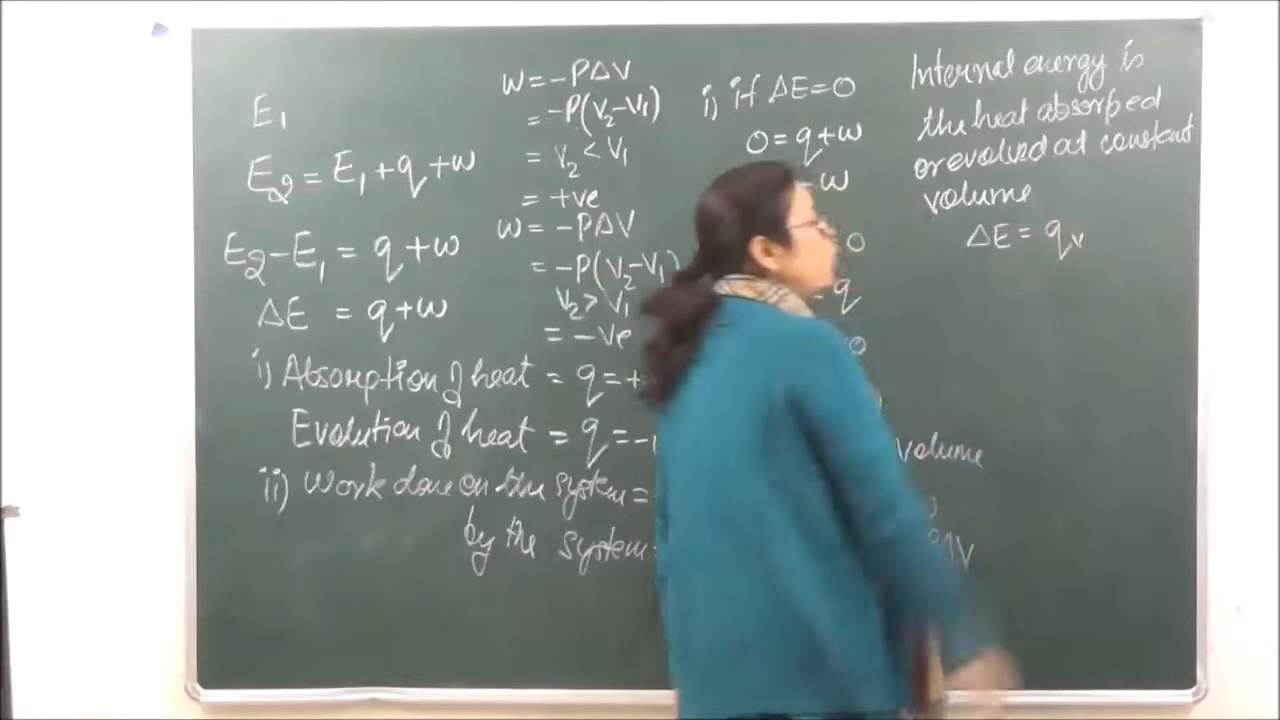 E₁
E₂ = E₁ + q + w
E₂ - E₁ = q + w
ΔE = q + w
i) Absorption of heat = q = +
Evolution of heat = q = -
ii) Work done on the system =
by the system =
W = -PΔV
= -P(V₂-V₁)
= V₂ < V₁
= +ve
W = -PΔV
= -P(V₂-V₁)
V₂ > V₁
= -ve
i) if ΔE = 0
0 = q + w
w
0
q
0
volume
ΔV
Internal energy is
the heat absorped
or evolved at constant
volume
ΔE = qv